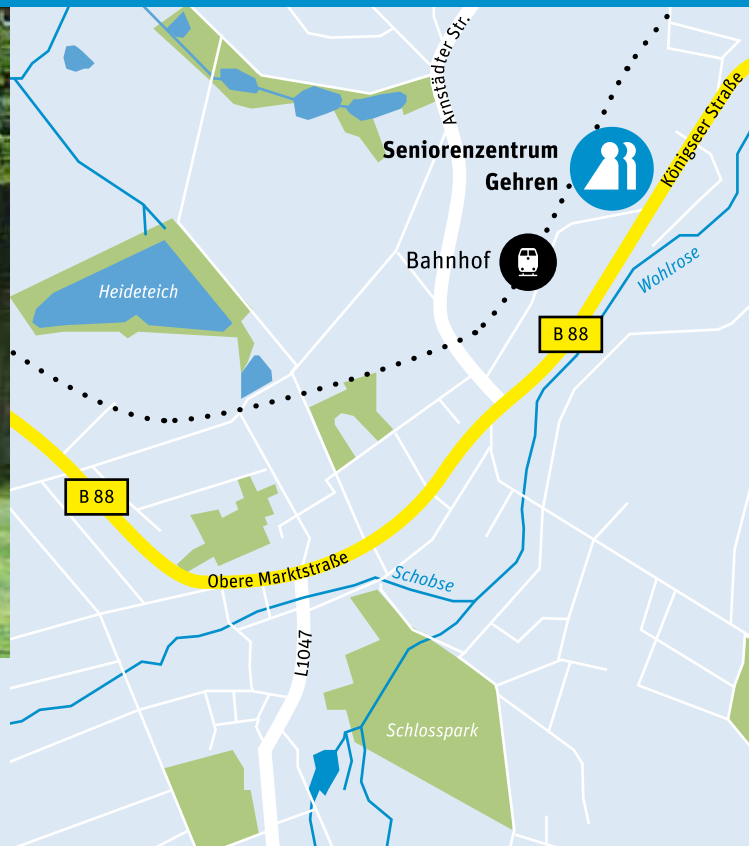 Arnstädter Str.
Königseer Straße
Seniorenzentrum
Gehren
Bahnhof
Wohlrose
Heideteich
B 88
B 88
Obere Marktstraße
Schobse
L1047
Schlosspark